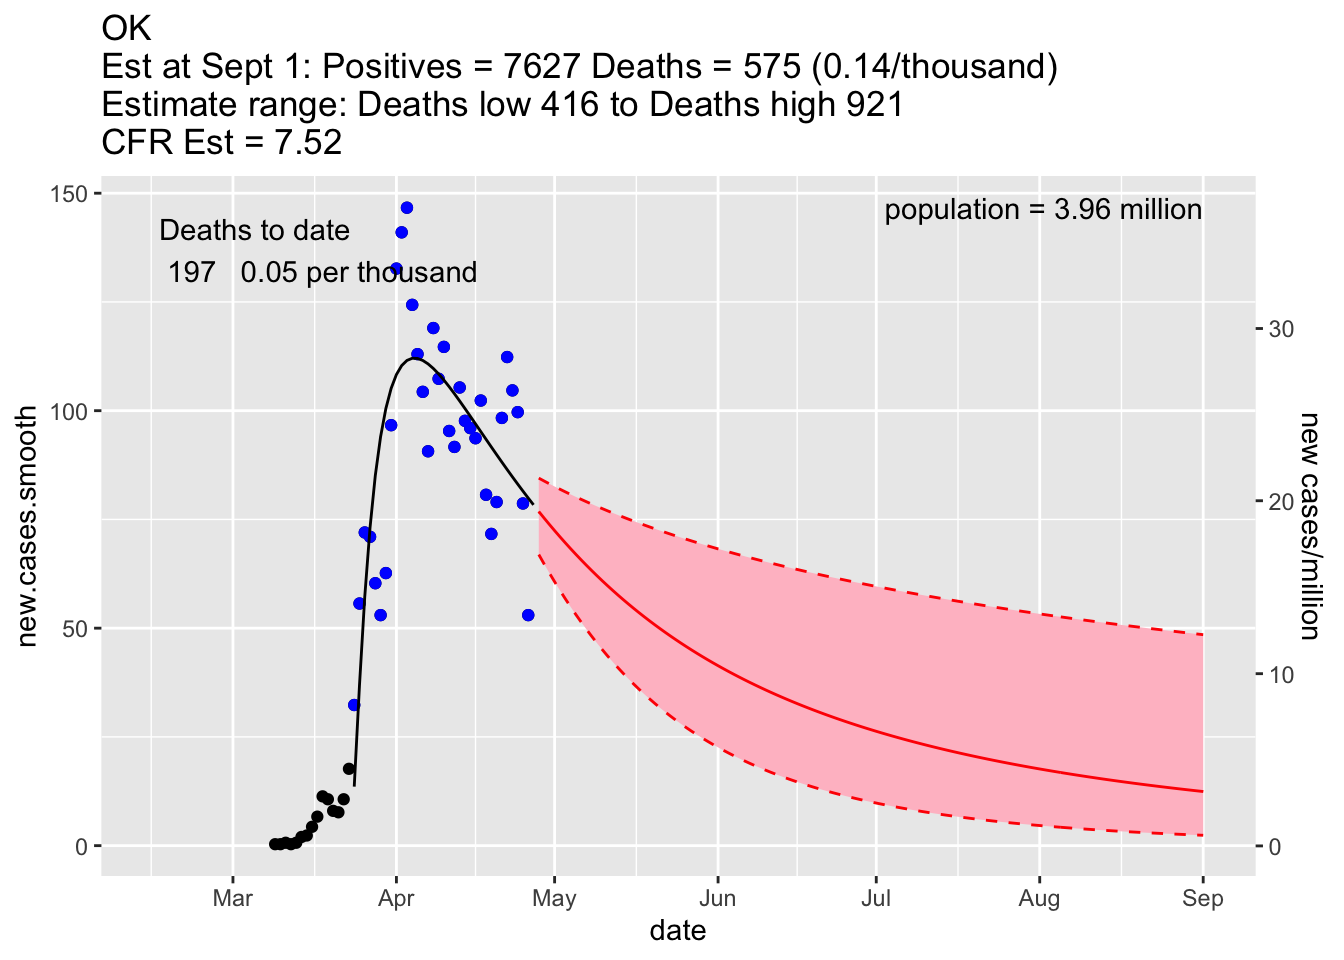 OK
Est at Sept 1: Positives = 7627 Deaths = 575 (0.14/thousand)
Estimate range: Deaths low 416 to Deaths high 921
CFR Est = 7.52
150
100
50
0
new.cases.smooth
Deaths to date
197 0.05 per thousand
population = 3.96 million
30
20
10
0
new cases/million
Mar Apr May Jun Jul Aug Sep
date